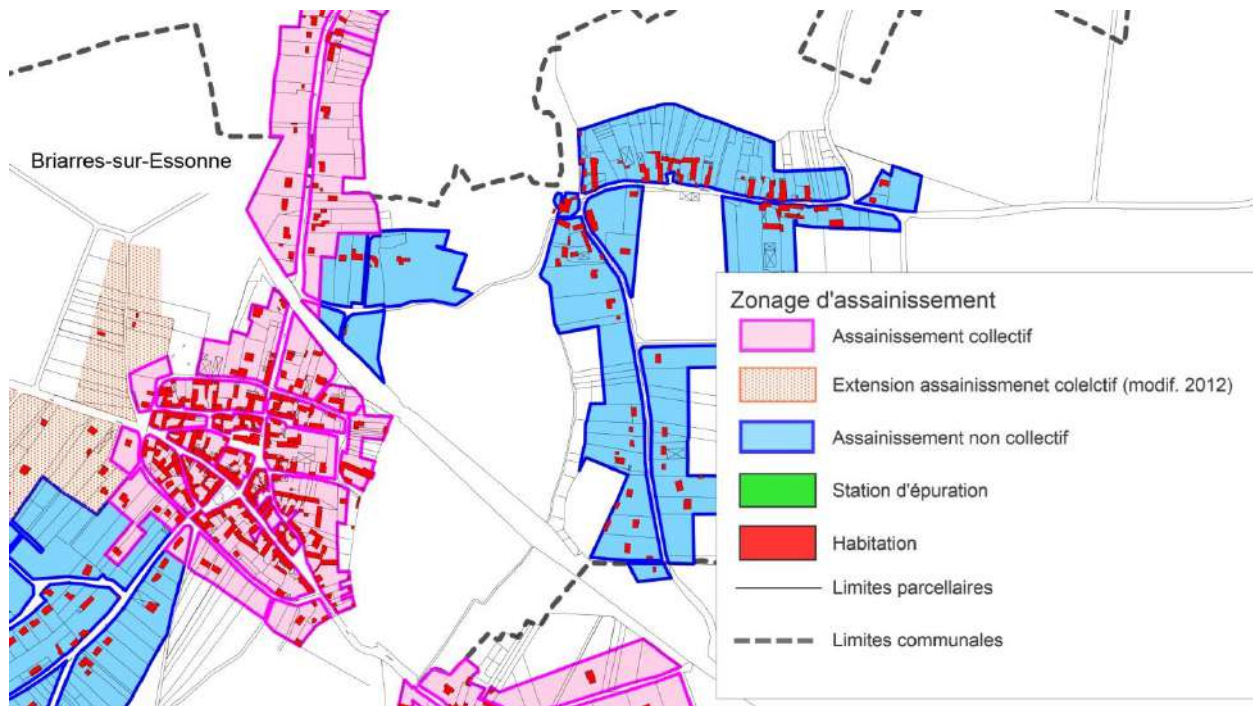 Briarres-sur-Essonne
Zonage d'assainissement
Assainissement collectif
Extension assainissmenet colelctif (modif. 2012)
Assainissement non collectif
Station d'épuration
Habitation
Limites parcellaires
Limites communales